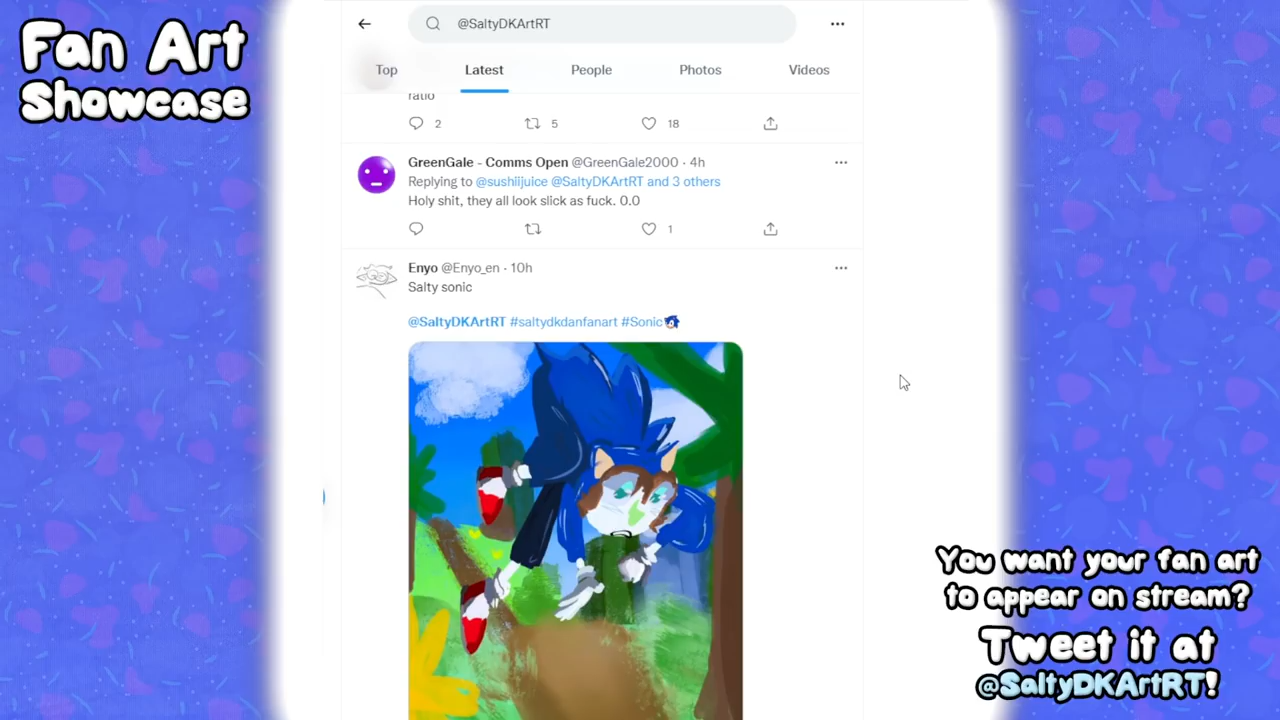 Fan Art
Showcase
@SaltyDKArtRT
Top
Latest
People
Photos
Videos
ratio
2
5
18
GreenGale - Comms Open @GreenGale2000 · 4h
Replying to @sushiijuice @SaltyDKArtRT and 3 others
Holy shit, they all look slick as fuck. 0.0
1
Enyo @Enyo_en · 10h
Salty sonic
@SaltyDKArtRT #saltydkdanfanart #Sonic
You want your fan art
to appear on stream?
Tweet it at
@SaltyDKArtRT!